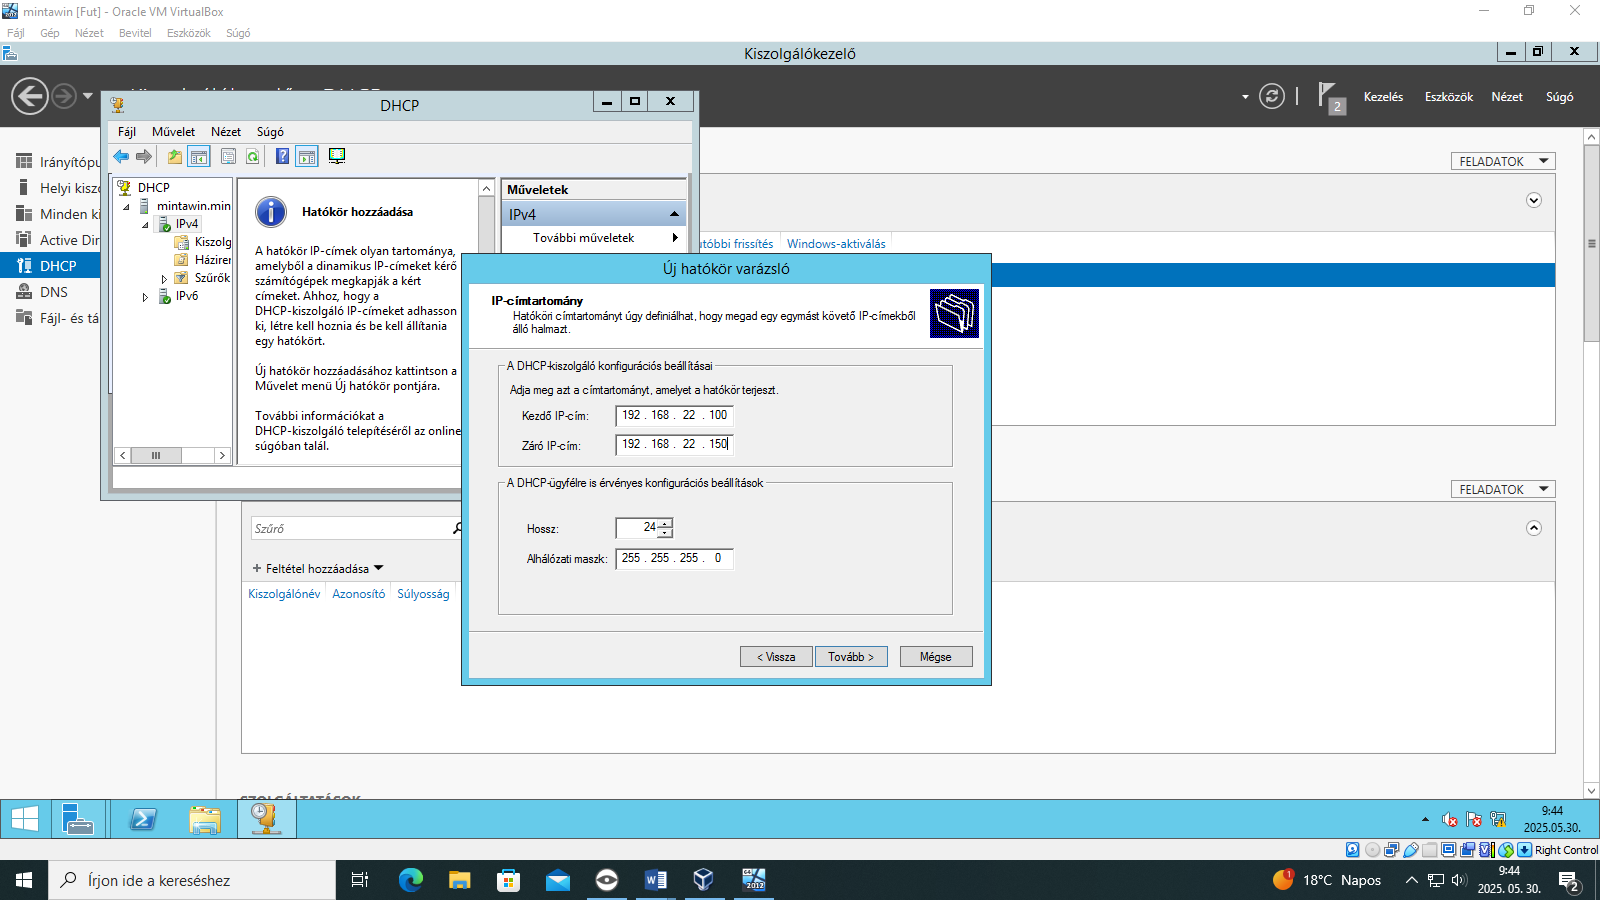 mintawin [Fut] - Oracle VM VirtualBox
Fájl Gép Nézet Bevitel Eszközök Súgó
Kiszolgálókezelő
2
Kezelés Eszközök Nézet Súgó
DHCP
Fájl Művelet Nézet Súgó
Irányítópu
Helyi kisz
Minden ki
Active Dir
DHCP
DNS
Fájl- és tá
DHCP
mintawin.min
IPv4
Kiszolg
Házirer
Szűrők
IPv6
Hatókör hozzáadása
A hatókör IP-címek olyan tartománya,
amelyből a dinamikus IP-címeket kérő
számítógépek megkapják a kért
címeket. Ahhoz, hogy a
DHCP-kiszolgáló IP-címeket adhasson
ki, létre kell hoznia és be kell állítania
egy hatókört.
Új hatókör hozzáadásához kattintson a
Művelet menü Új hatókör pontjára.
További információkat a
DHCP-kiszolgáló telepítéséről az online
súgóban talál.
Műveletek
IPv4
További műveletek
FELADATOK
utóbbi frissítés Windows-aktiválás
Új hatókör varázsló
IP-címtartomány
Hatóköri címtartományt úgy definiálhat, hogy megad egy egymást követő IP-címekből
álló halmazt.
A DHCP-kiszolgáló konfigurációs beállításai
Adja meg azt a címtartományt, amelyet a hatókör terjeszt.
Kezdő IP-cím: 192 . 168 . 22 . 100
Záró IP-cím: 192 . 168 . 22 . 150
A DHCP-ügyfélre is érvényes konfigurációs beállítások
Hossz: 24
Alhálózati maszk: 255 . 255 . 255 . 0
< Vissza Tovább > Mégse
FELADATOK
Szűrő
Feltétel hozzáadása
Kiszolgálónév Azonosító Súlyosság
SZOLGÁLTATÁSOK
9:44
2025.05.30.
Right Control
Írjon ide a kereséshez
2012
1
18°C Napos
9:44
2025. 05. 30.
2